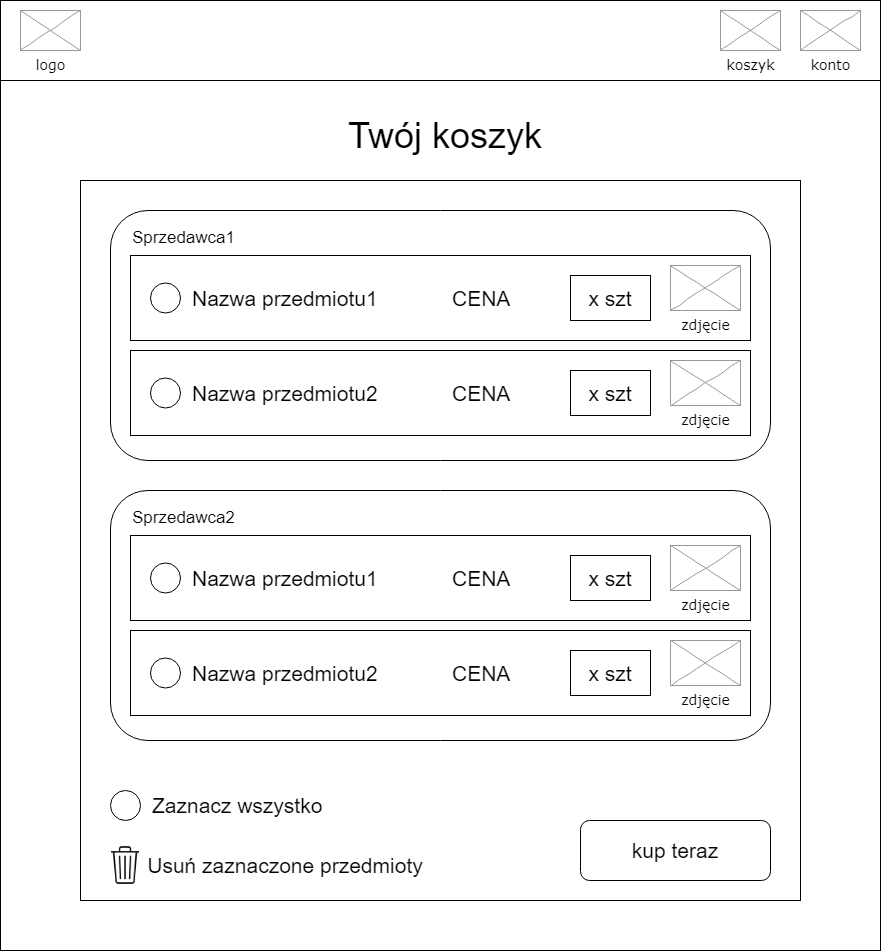 logo
koszyk
konto
Twój koszyk
Sprzedawca1
Nazwa przedmiotu1 CENA x szt
zdjęcie
Nazwa przedmiotu2 CENA x szt
zdjęcie
Sprzedawca2
Nazwa przedmiotu1 CENA x szt
zdjęcie
Nazwa przedmiotu2 CENA x szt
zdjęcie
Zaznacz wszystko
Usuń zaznaczone przedmioty
kup teraz